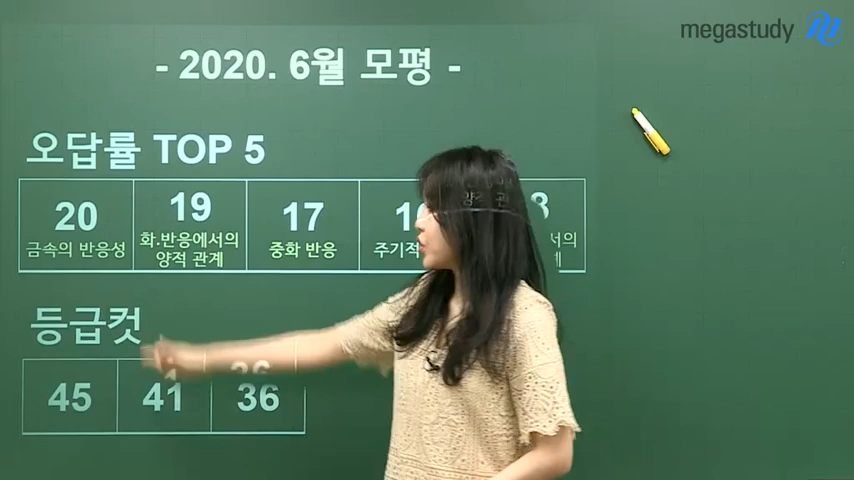 megastudy
- 2020. 6월 모평 -
오답률 TOP 5
20
금속의 반응성
19
화.반응에서의
양적 관계
17
중화 반응
주기적
등급컷
45
41
36